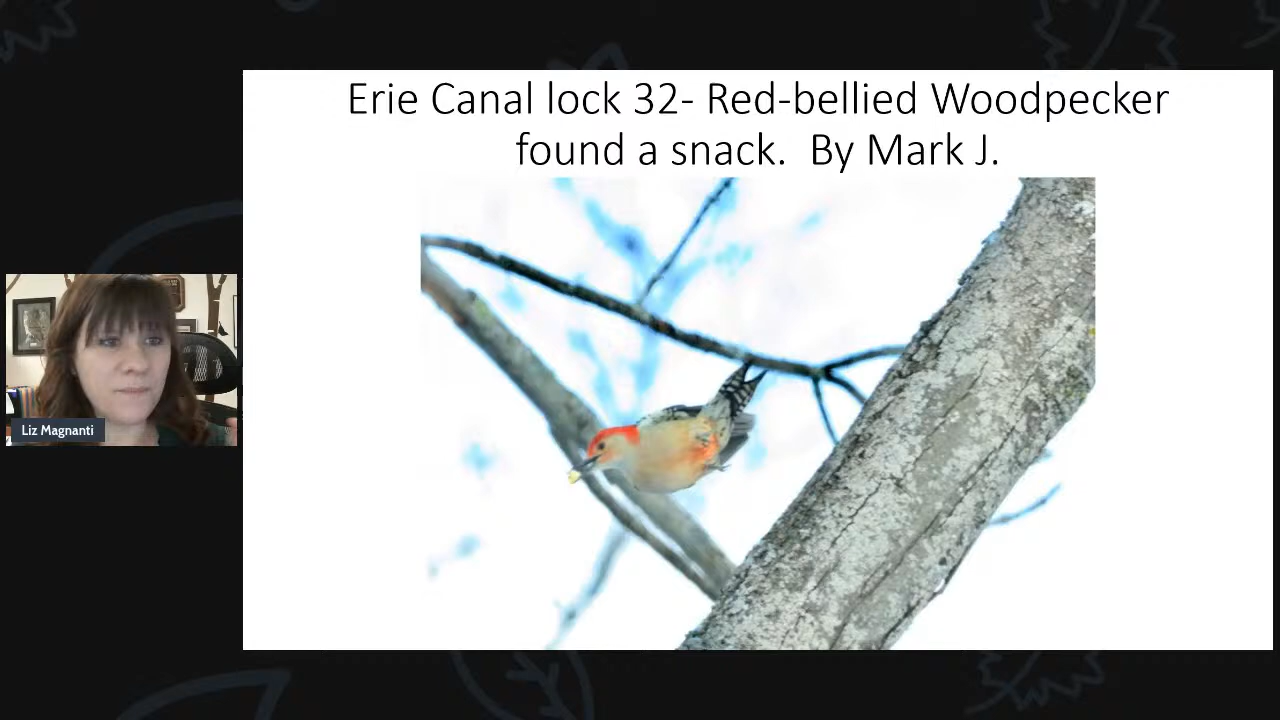 Erie Canal lock 32- Red-bellied Woodpecker
found a snack.  By Mark J.
Liz Magnanti